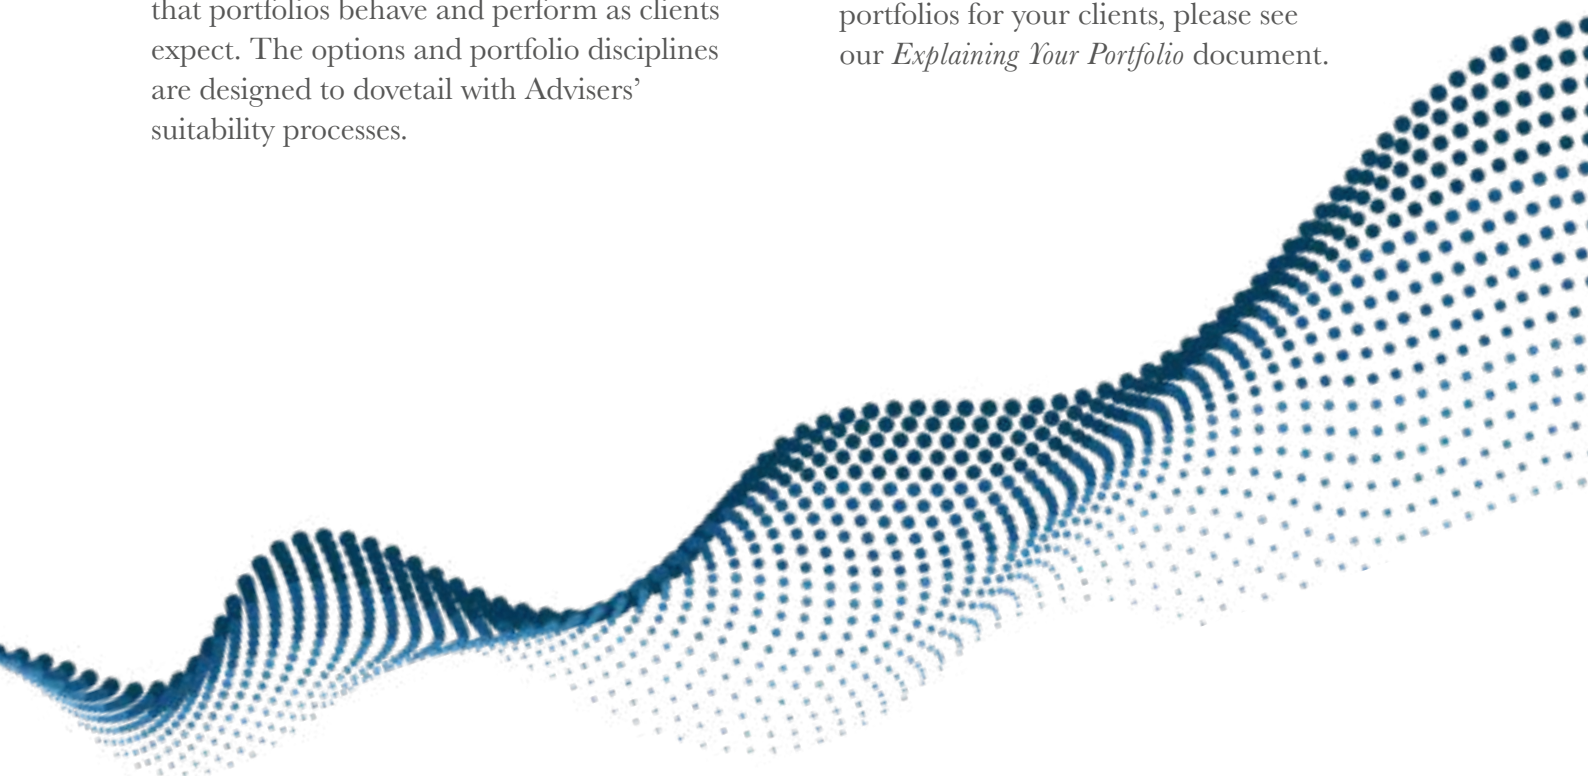 that portfolios behave and perform as clients
expect. The options and portfolio disciplines
are designed to dovetail with Advisers’
suitability processes.
portfolios for your clients, please see
our Explaining Your Portfolio document.